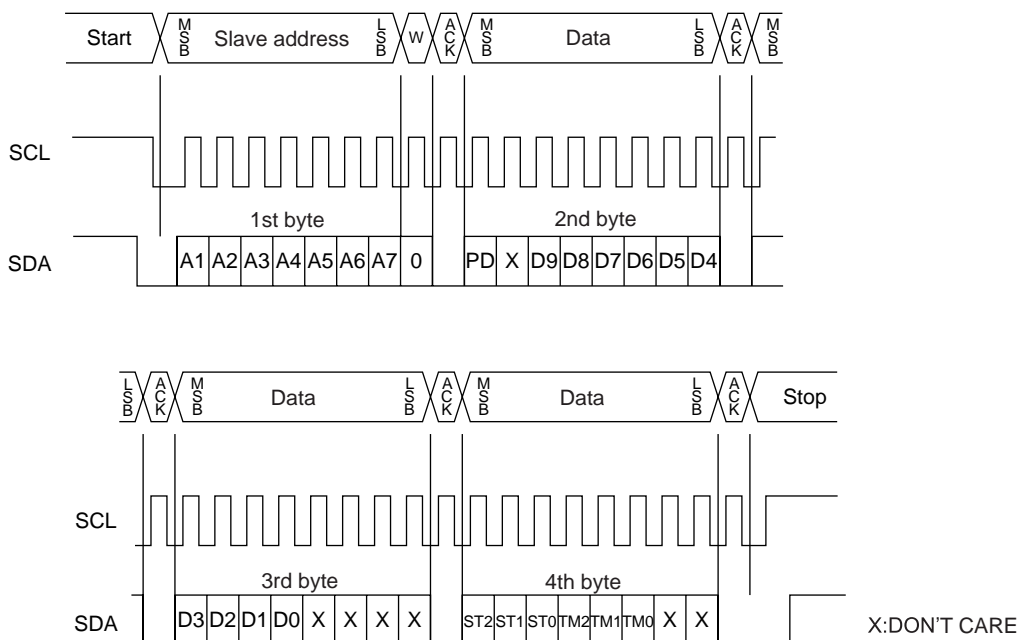 Start MSB Slave address LSB W ACK MSB Data LSB ACK MSB
SCL
1st byte 2nd byte
SDA A1 A2 A3 A4 A5 A6 A7 0 PD X D9 D8 D7 D6 D5 D4
LSB ACK MSB Data LSB ACK MSB Data LSB ACK Stop
SCL
3rd byte 4th byte
SDA D3 D2 D1 D0 X X X X ST2 ST1 ST0 TM2 TM1 TM0 X X X:DON'T CARE